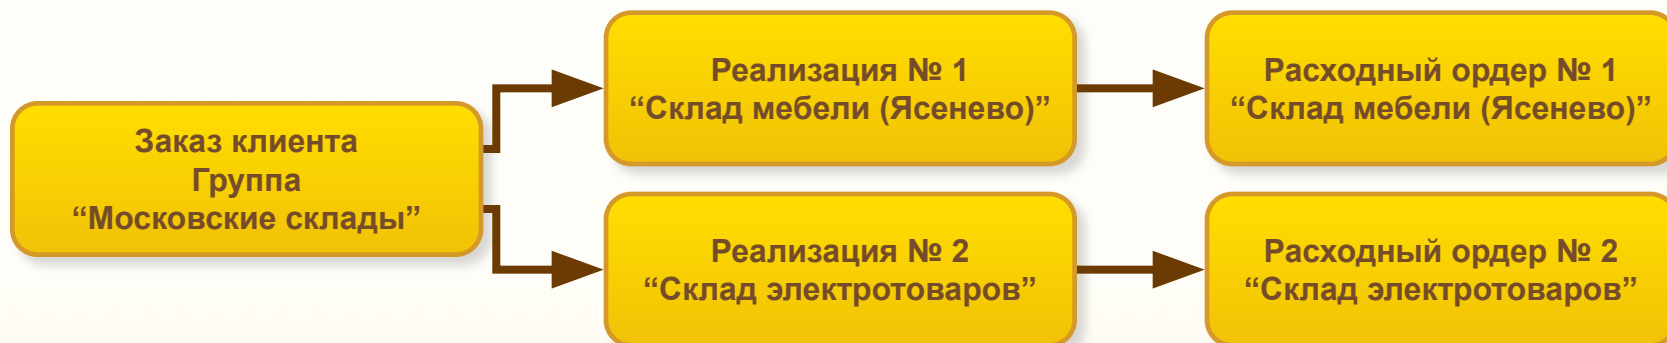 Заказ клиента
Группа
“Московские склады”
Реализация № 1
“Склад мебели (Ясенево)”
Расходный ордер № 1
“Склад мебели (Ясенево)”
Реализация № 2
“Склад электротоваров”
Расходный ордер № 2
“Склад электротоваров”